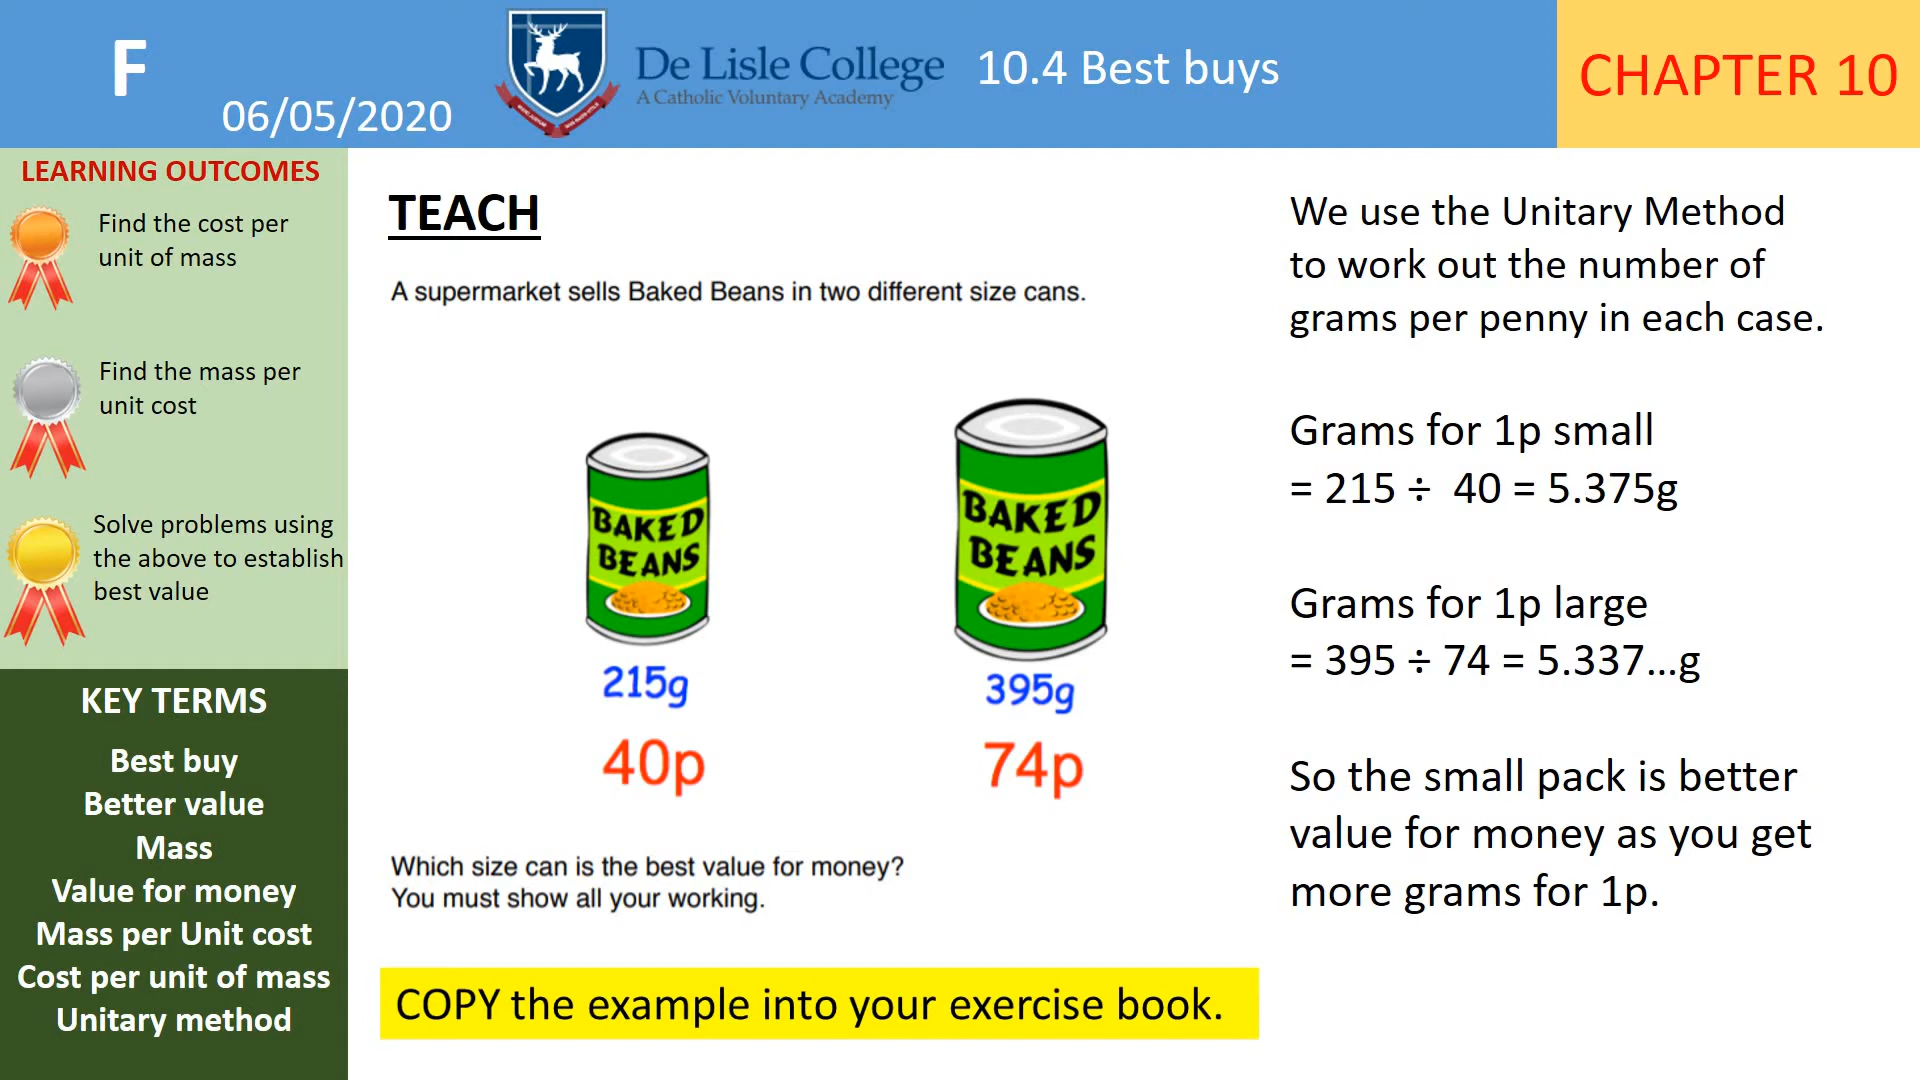 F
06/05/2020
De Lisle College
A Catholic Voluntary Academy
10.4 Best buys
CHAPTER 10
LEARNING OUTCOMES
Find the cost per
unit of mass
Find the mass per
unit cost
Solve problems using
the above to establish
best value
KEY TERMS
Best buy
Better value
Mass
Value for money
Mass per Unit cost
Cost per unit of mass
Unitary method
TEACH
A supermarket sells Baked Beans in two different size cans.
BAKED
BEANS
215g
40p
BAKED
BEANS
395g
74p
Which size can is the best value for money?
You must show all your working.
COPY the example into your exercise book.
We use the Unitary Method
to work out the number of
grams per penny in each case.
Grams for 1p small
= 215 ÷  40 = 5.375g
Grams for 1p large
= 395 ÷ 74 = 5.337...g
So the small pack is better
value for money as you get
more grams for 1p.